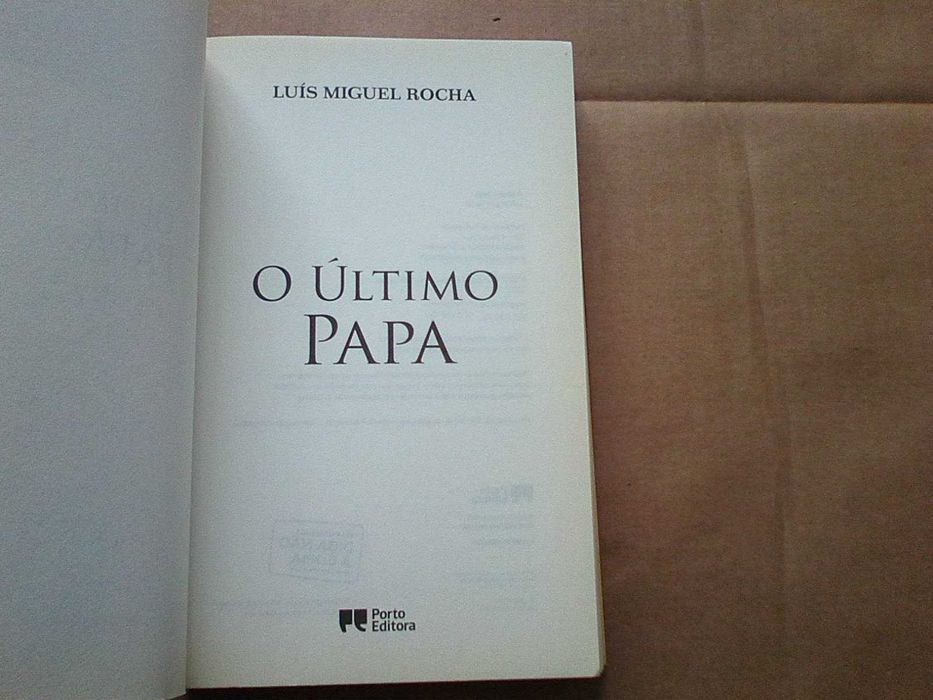 LUÍS MIGUEL ROCHA
O ÚLTIMO
PAPA
Porto
Editora